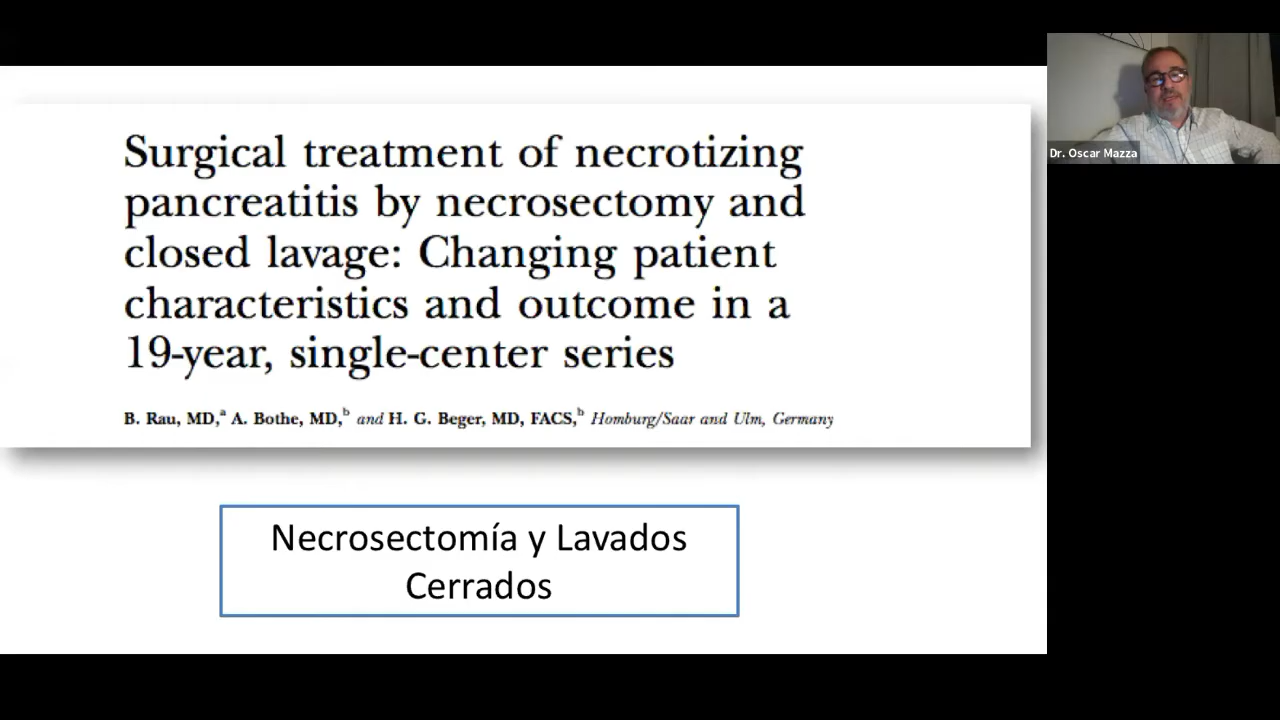 Surgical treatment of necrotizing
pancreatitis by necrosectomy and
closed lavage: Changing patient
characteristics and outcome in a
19-year, single-center series
B. Rau, MD,ᵃ A. Bothe, MD,ᵇ and H. G. Beger, MD, FACS,ᵇ Homburg/Saar and Ulm, Germany
Necrosectomía y Lavados
Cerrados
Dr. Oscar Mazza